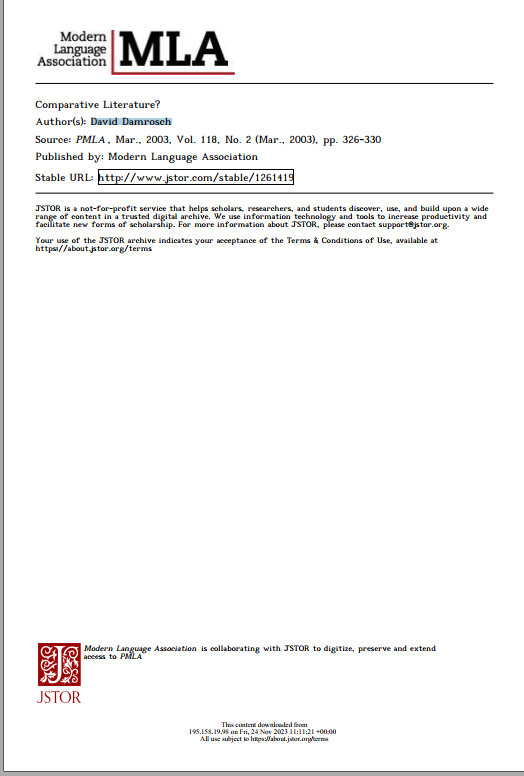 Modern
Language
Association
MLA
Comparative Literature?
Author(s): David Damrosch
Source: PMLA, Mar., 2003, Vol. 118, No. 2 (Mar., 2003), pp. 326-330
Published by: Modern Language Association
Stable URL: http://www.jstor.com/stable/1261419
JSTOR is a not-for-profit service that helps scholars, researchers, and students discover, use, and build upon a wide
range of content in a trusted digital archive. We use information technology and tools to increase productivity and
facilitate new forms of scholarship. For more information about JSTOR, please contact support@jstor.org.
Your use of the JSTOR archive indicates your acceptance of the Terms & Conditions of Use, available at
https://about.jstor.org/terms
Modern Language Association is collaborating with JSTOR to digitize, preserve and extend
access to PMLA
JSTOR
This content downloaded from
195.158.19.98 on Fri, 24 Nov 2023 11:11:21 +00:00
All use subject to https://about.jstor.org/terms